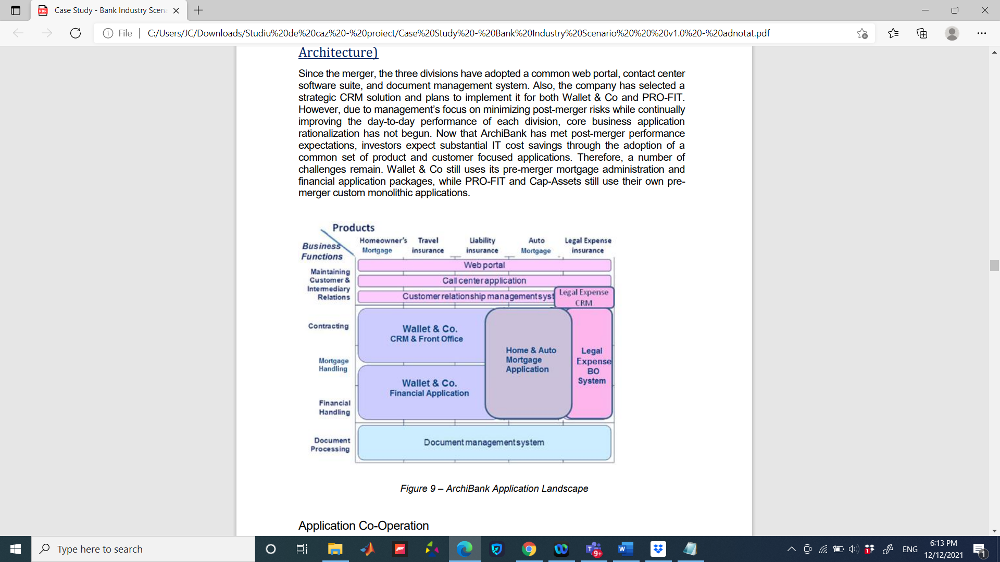 Case Study - Bank Industry Scen
File
C:/Users/JC/Downloads/Studiu%20de%20caz%20-%20proiect/Case%20Study%20-%20Bank%20Industry%20Scenario%20%20%20v1.0%20-%20adnotat.pdf
Architecture)
Since the merger, the three divisions have adopted a common web portal, contact center
software suite, and document management system. Also, the company has selected a
strategic CRM solution and plans to implement it for both Wallet & Co and PRO-FIT.
However, due to management's focus on minimizing post-merger risks while continually
improving the day-to-day performance of each division, core business application
rationalization has not begun. Now that ArchiBank has met post-merger performance
expectations, investors expect substantial IT cost savings through the adoption of a
common set of product and customer focused applications. Therefore, a number of
challenges remain. Wallet & Co still uses its pre-merger mortgage administration and
financial application packages, while PRO-FIT and Cap-Assets still use their own pre-
merger custom monolithic applications.
Products
Business
Functions
Homeowner's
Mortgage
Travel
insurance
Liability
insurance
Auto
Mortgage
Legal Expense
insurance
Maintaining
Customer &
Intermediary
Relations
Web portal
Call center application
Customer relationship management syst
Legal Expense
CRM
Contracting
Wallet & Co.
CRM & Front Office
Home & Auto
Mortgage
Application
Legal
Expense
BO
System
Mortgage
Handling
Wallet & Co.
Financial Application
Financial
Handling
Document
Processing
Document management system
Figure 9 – ArchiBank Application Landscape
Application Co-Operation
Type here to search
9+
1
ENG
6:13 PM
12/12/2021
1